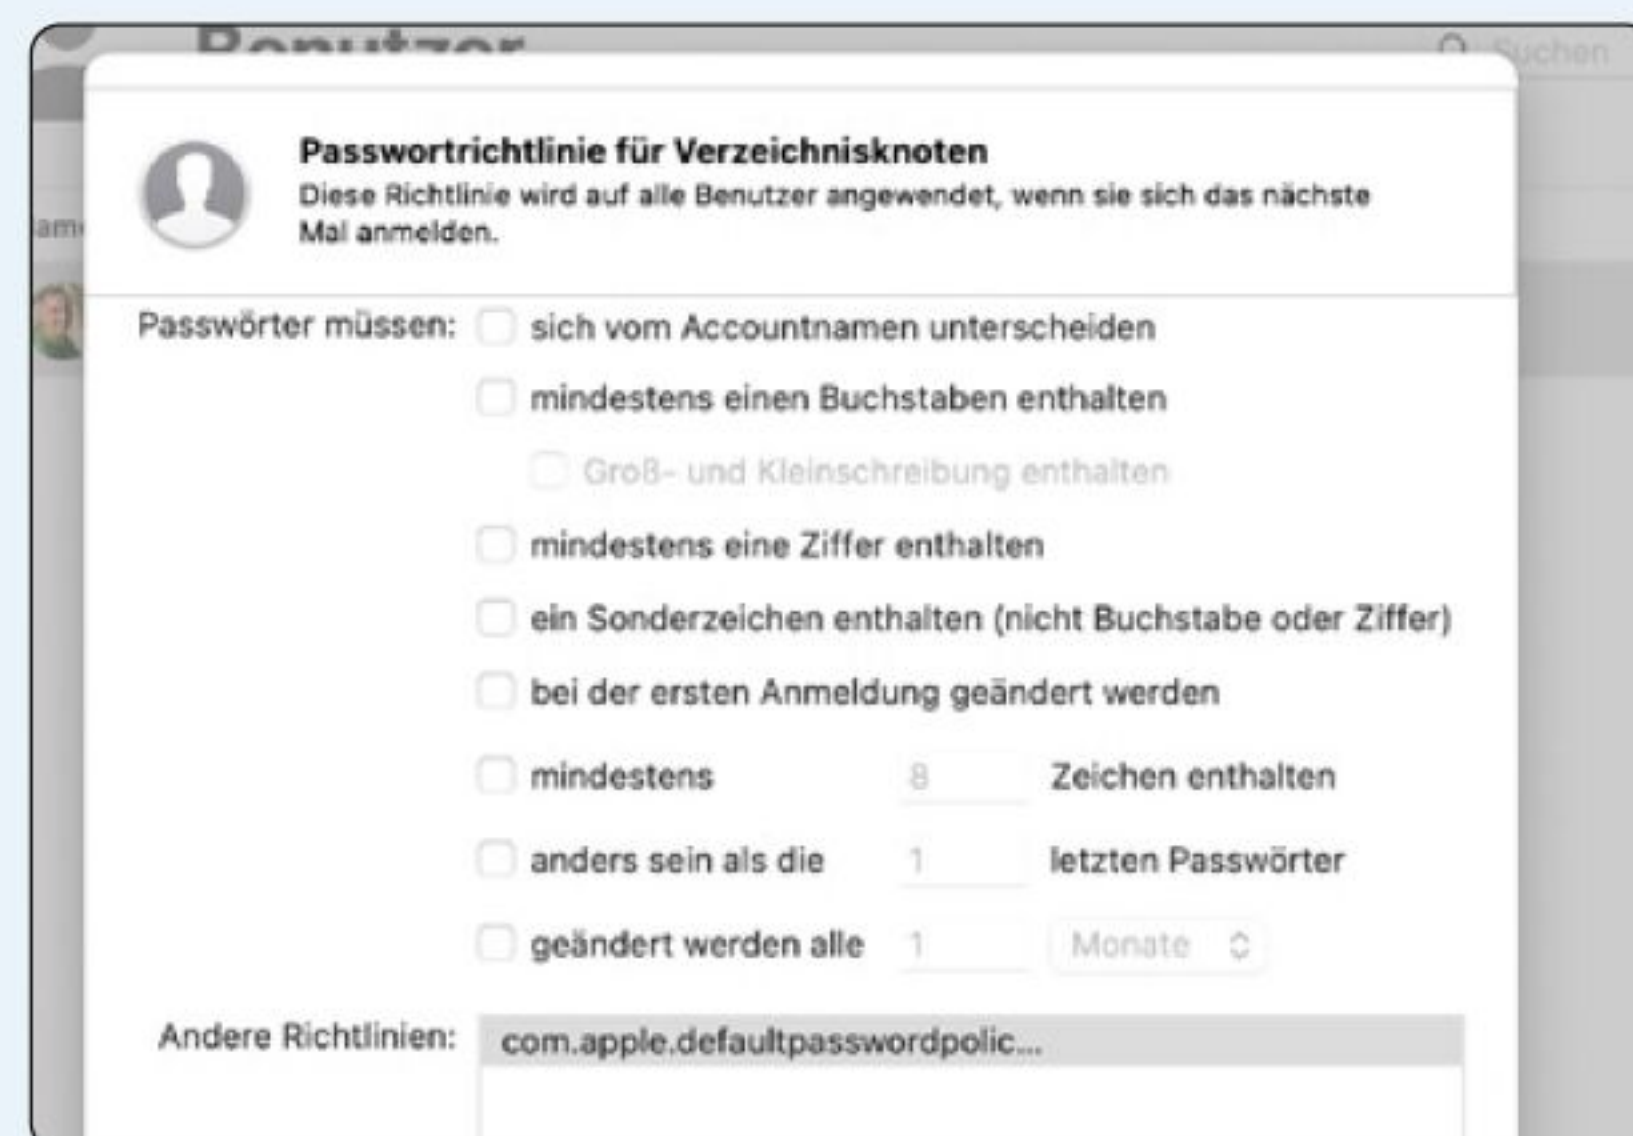 Benutzer
Suchen
Passwortrichtlinie für Verzeichnisknoten
Diese Richtlinie wird auf alle Benutzer angewendet, wenn sie sich das nächste
Mal anmelden.
Passwörter müssen: sich vom Accountnamen unterscheiden
mindestens einen Buchstaben enthalten
Groß- und Kleinschreibung enthalten
mindestens eine Ziffer enthalten
ein Sonderzeichen enthalten (nicht Buchstabe oder Ziffer)
bei der ersten Anmeldung geändert werden
mindestens 8 Zeichen enthalten
anders sein als die 1 letzten Passwörter
geändert werden alle 1 Monate
Andere Richtlinien: com.apple.defaultpasswordpolic...